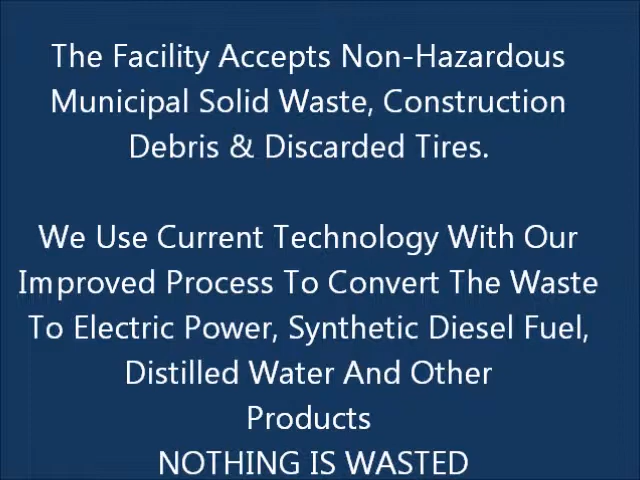 The Facility Accepts Non-Hazardous
Municipal Solid Waste, Construction
Debris & Discarded Tires.
We Use Current Technology With Our
Improved Process To Convert The Waste
To Electric Power, Synthetic Diesel Fuel,
Distilled Water And Other
Products
NOTHING IS WASTED